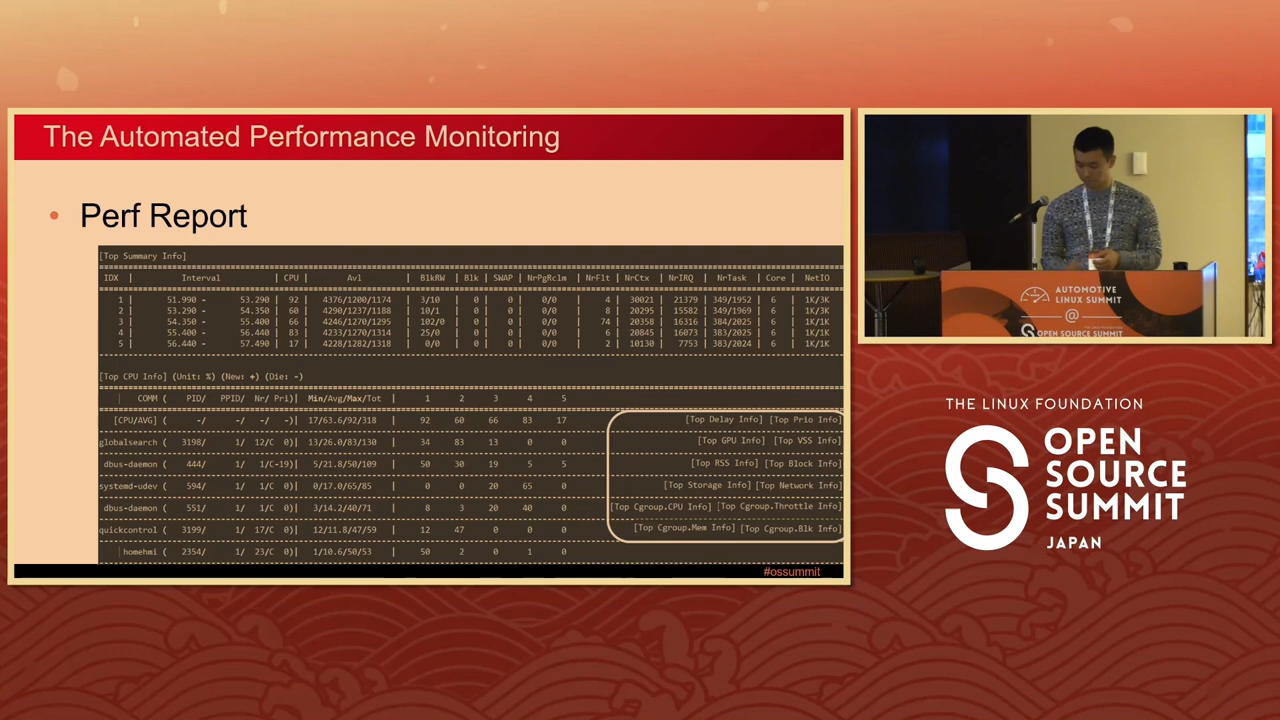 The Automated Performance Monitoring
• Perf Report
[Top Summary Info]
IDX | Interval | CPU | Avl | BlkRW | Blk | SWAP | NrPgRclm | NrFlt | NrCtx | NrIRQ | NrTask | Core | NetIO
1 | 51.990 - 53.290 | 92 | 4376/1200/1174 | 3/10 | 0 | 0 | 0/0 | 4 | 30021 | 21379 | 349/1952 | 6 | 1K/3K
2 | 53.290 - 54.350 | 60 | 4290/1237/1188 | 10/1 | 0 | 0 | 0/0 | 8 | 20295 | 15582 | 349/1969 | 6 | 1K/3K
3 | 54.350 - 55.400 | 66 | 4246/1270/1295 | 102/0 | 0 | 0 | 0/0 | 74 | 20358 | 16316 | 384/2025 | 6 | 1K/1K
4 | 55.400 - 56.440 | 83 | 4233/1270/1314 | 25/0 | 0 | 0 | 0/0 | 6 | 20845 | 16073 | 383/2025 | 6 | 1K/1K
5 | 56.440 - 57.490 | 17 | 4228/1282/1318 | 0/0 | 0 | 0 | 0/0 | 2 | 10130 | 7753 | 383/2024 | 6 | 1K/1K
[Top CPU Info] (Unit: %) (New: +) (Die: -)
COMM ( PID/ PPID/ Nr/ Pri)| Min/Avg/Max/Tot | 1 2 3 4 5
[CPU/AVG] ( -/ -/ -/ -)| 17/63.6/92/318 | 92 60 66 83 17
globalsearch ( 3198/ 1/ 12/C 0)| 13/26.0/83/130 | 34 83 13 0 0
dbus-daemon ( 444/ 1/ 1/C-19)| 5/21.8/50/109 | 50 30 19 5 5
systemd-udev ( 594/ 1/ 1/C 0)| 0/17.0/65/85 | 0 0 20 65 0
dbus-daemon ( 551/ 1/ 1/C 0)| 3/14.2/40/71 | 8 3 20 40 0
quickcontrol ( 3199/ 1/ 17/C 0)| 12/11.8/47/59 | 12 47 0 0 0
homehmi ( 2354/ 1/ 23/C 0)| 1/10.6/50/53 | 50 2 0 1 0
[Top Delay Info] [Top Prio Info]
[Top GPU Info] [Top VSS Info]
[Top RSS Info] [Top Block Info]
[Top Storage Info] [Top Network Info]
[Top Cgroup.CPU Info] [Top Cgroup.Throttle Info]
[Top Cgroup.Mem Info] [Top Cgroup.Blk Info]
#ossummit
AUTOMOTIVE
LINUX SUMMIT
@
OPEN SOURCE SUMMIT
THE LINUX FOUNDATION
OPEN
SOURCE
SUMMIT
JAPAN